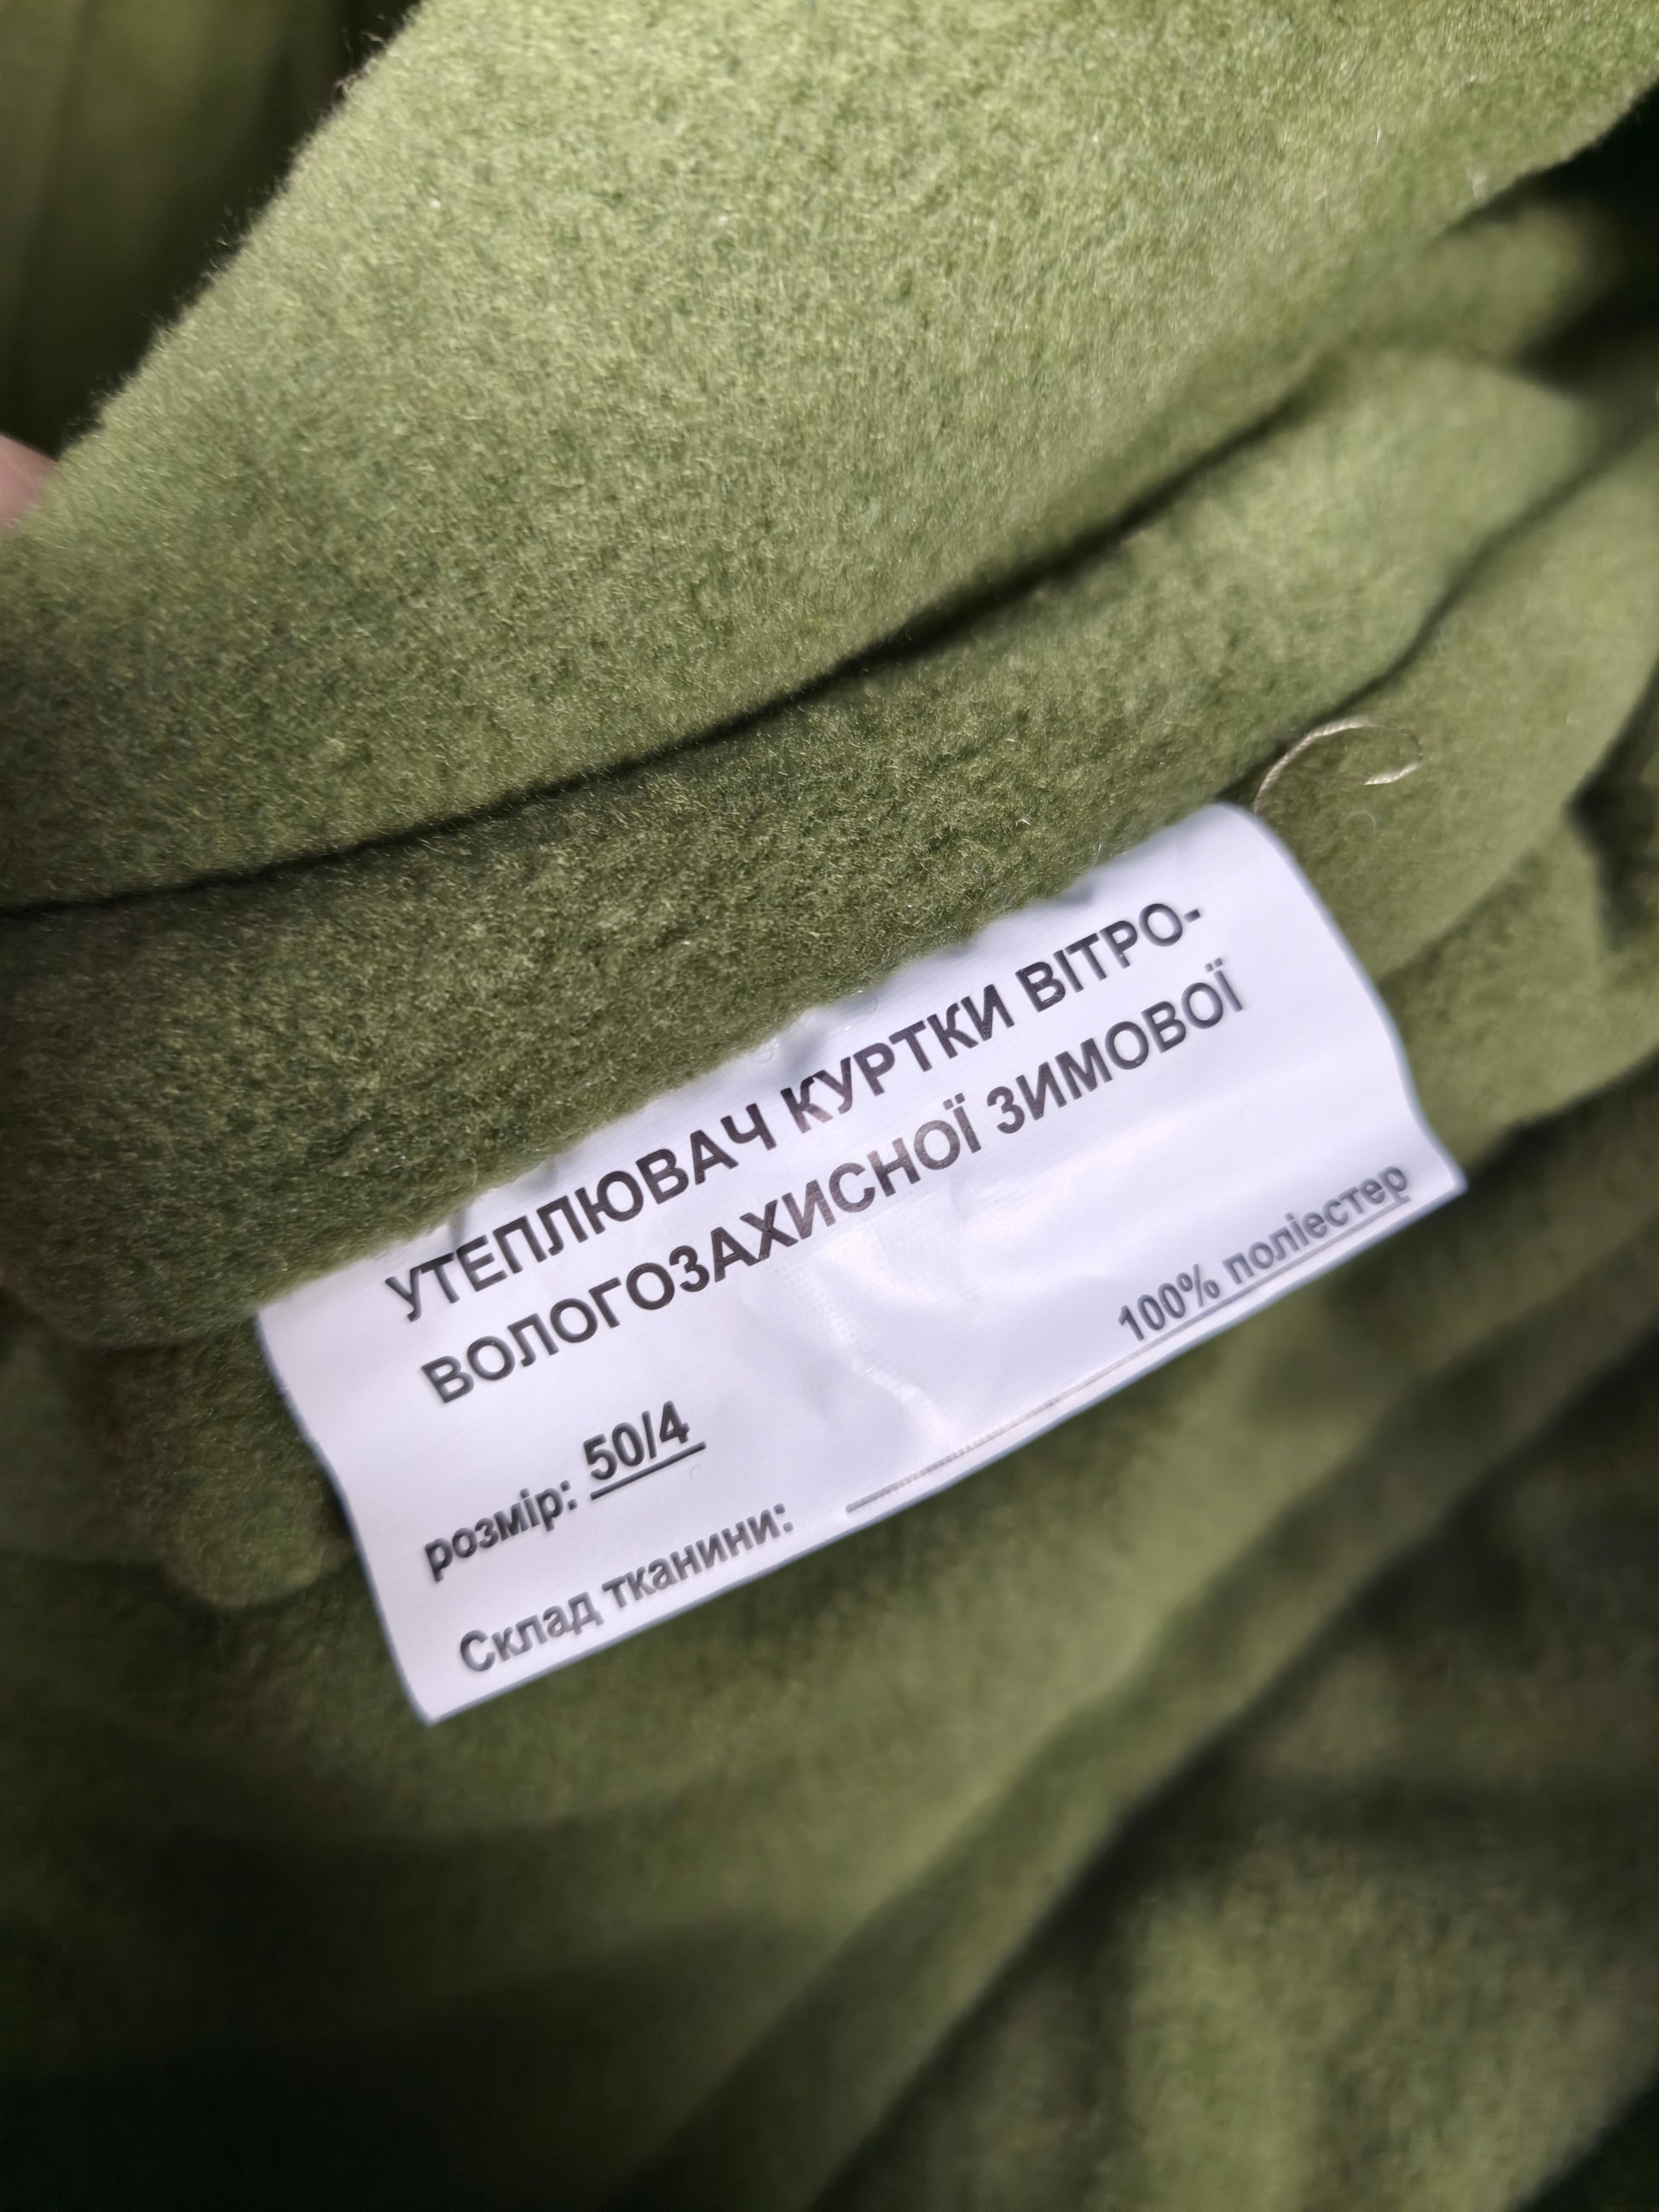 УТЕПЛЮВАЧ КУРТКИ ВІТРО-
ВОЛОГОЗАХИСНОЇ ЗИМОВОЇ
розмір: 50/4
Склад тканини: 100% поліестер